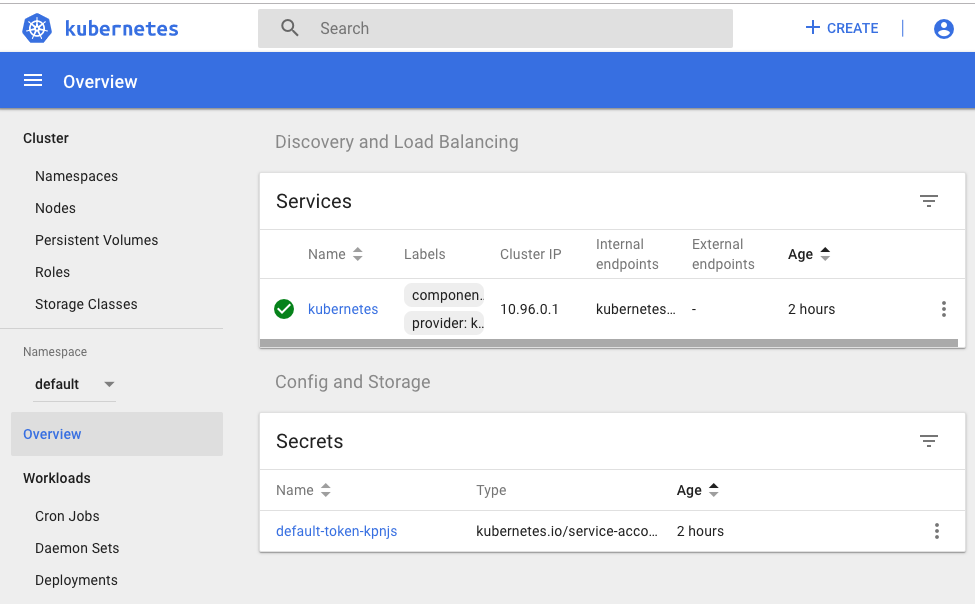 kubernetes
Search
CREATE
Overview
Cluster
Namespaces
Nodes
Persistent Volumes
Roles
Storage Classes
Namespace
default
Overview
Workloads
Cron Jobs
Daemon Sets
Deployments
Discovery and Load Balancing
Services
Name Labels Cluster IP Internal endpoints External endpoints Age
kubernetes componen.. 10.96.0.1 kubernetes... - 2 hours
provider: k..
Config and Storage
Secrets
Name Type Age
default-token-kpnjs kubernetes.io/service-acco... 2 hours